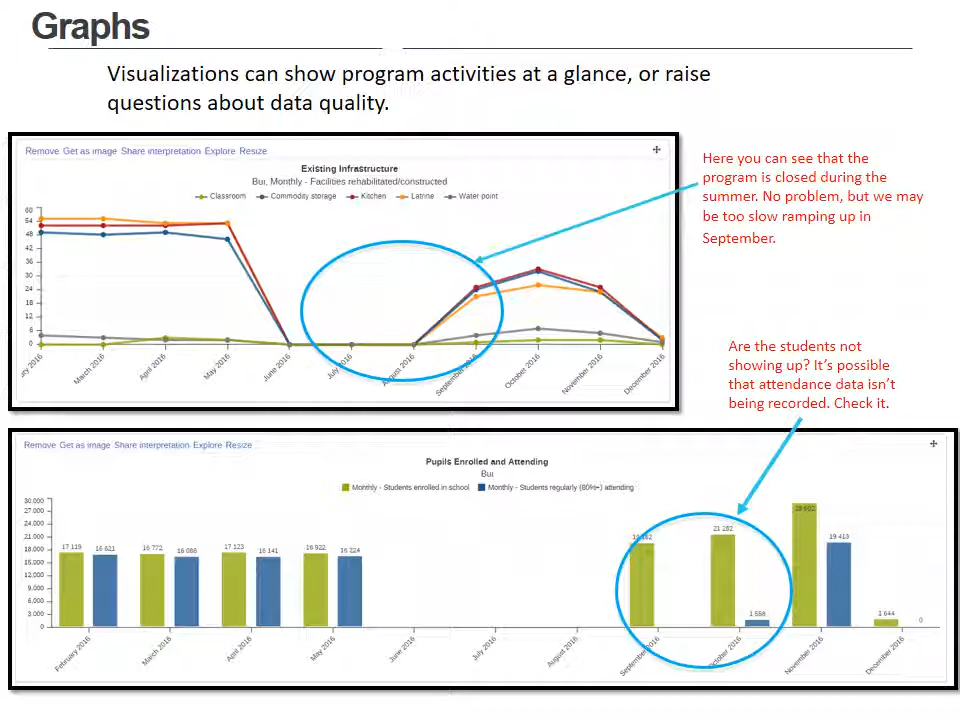 Graphs
Visualizations can show program activities at a glance, or raise
questions about data quality.
Remove Get as image Share interpretation Explore Resize
Existing Infrastructure
Bur, Monthly - Facilities rehabilitated/constructed
Classroom Commodity storage Kitchen Latrine Water point
60
54
48
42
36
30
24
18
12
6
0
March 2016
April 2016
May 2016
June 2016
July 2016
August 2016
September 2016
October 2016
November 2016
December 2016
Here you can see that the
program is closed during the
summer. No problem, but we may
be too slow ramping up in
September.
Are the students not
showing up? It's possible
that attendance data isn't
being recorded. Check it.
Remove Get as image Share interpretation Explore Resize
Pupils Enrolled and Attending
Bur
Monthly - Students enrolled in school Monthly - Students regularly (80%+) attending
30.000
27.000
24.000
21.000
18.000
15.000
12.000
9.000
6.000
3.000
0
17 119 16 621 16 772 16 086 17 123 16 141 16 922 16 224 21 282 1 558 19 413 1 644 0
February 2016
March 2016
April 2016
May 2016
June 2016
July 2016
August 2016
September 2016
October 2016
November 2016
December 2016